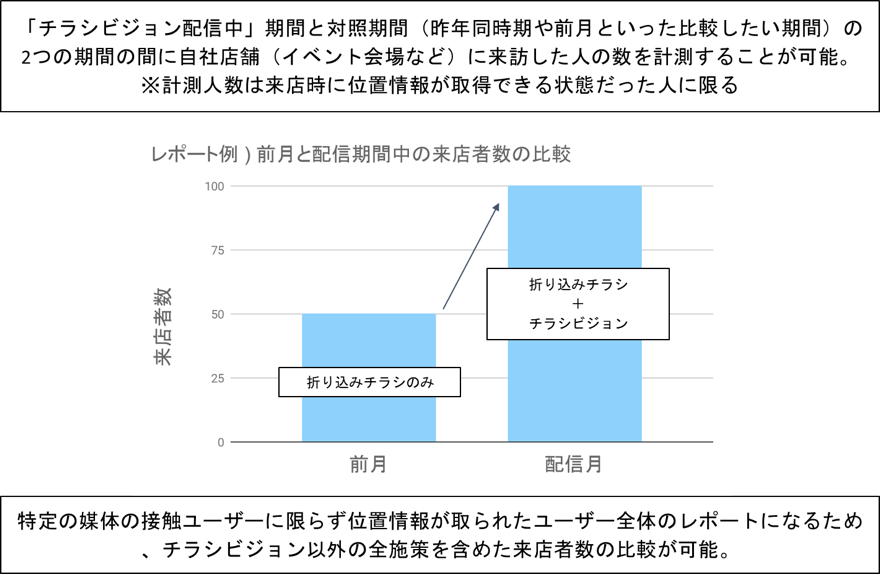 「チラシビジョン配信中」期間と対照期間（昨年同時期や前月といった比較したい期間）の
2つの期間の間に自社店舗（イベント会場など）に来訪した人の数を計測することが可能。
※計測人数は来店時に位置情報が取得できる状態だった人に限る
レポート例 ) 前月と配信期間中の来店者数の比較
100
75
50
25
0
来店者数
折り込みチラシのみ
折り込みチラシ
＋
チラシビジョン
前月
配信月
特定の媒体の接触ユーザーに限らず位置情報が取られたユーザー全体のレポートになるため
、チラシビジョン以外の全施策を含めた来店者数の比較が可能。